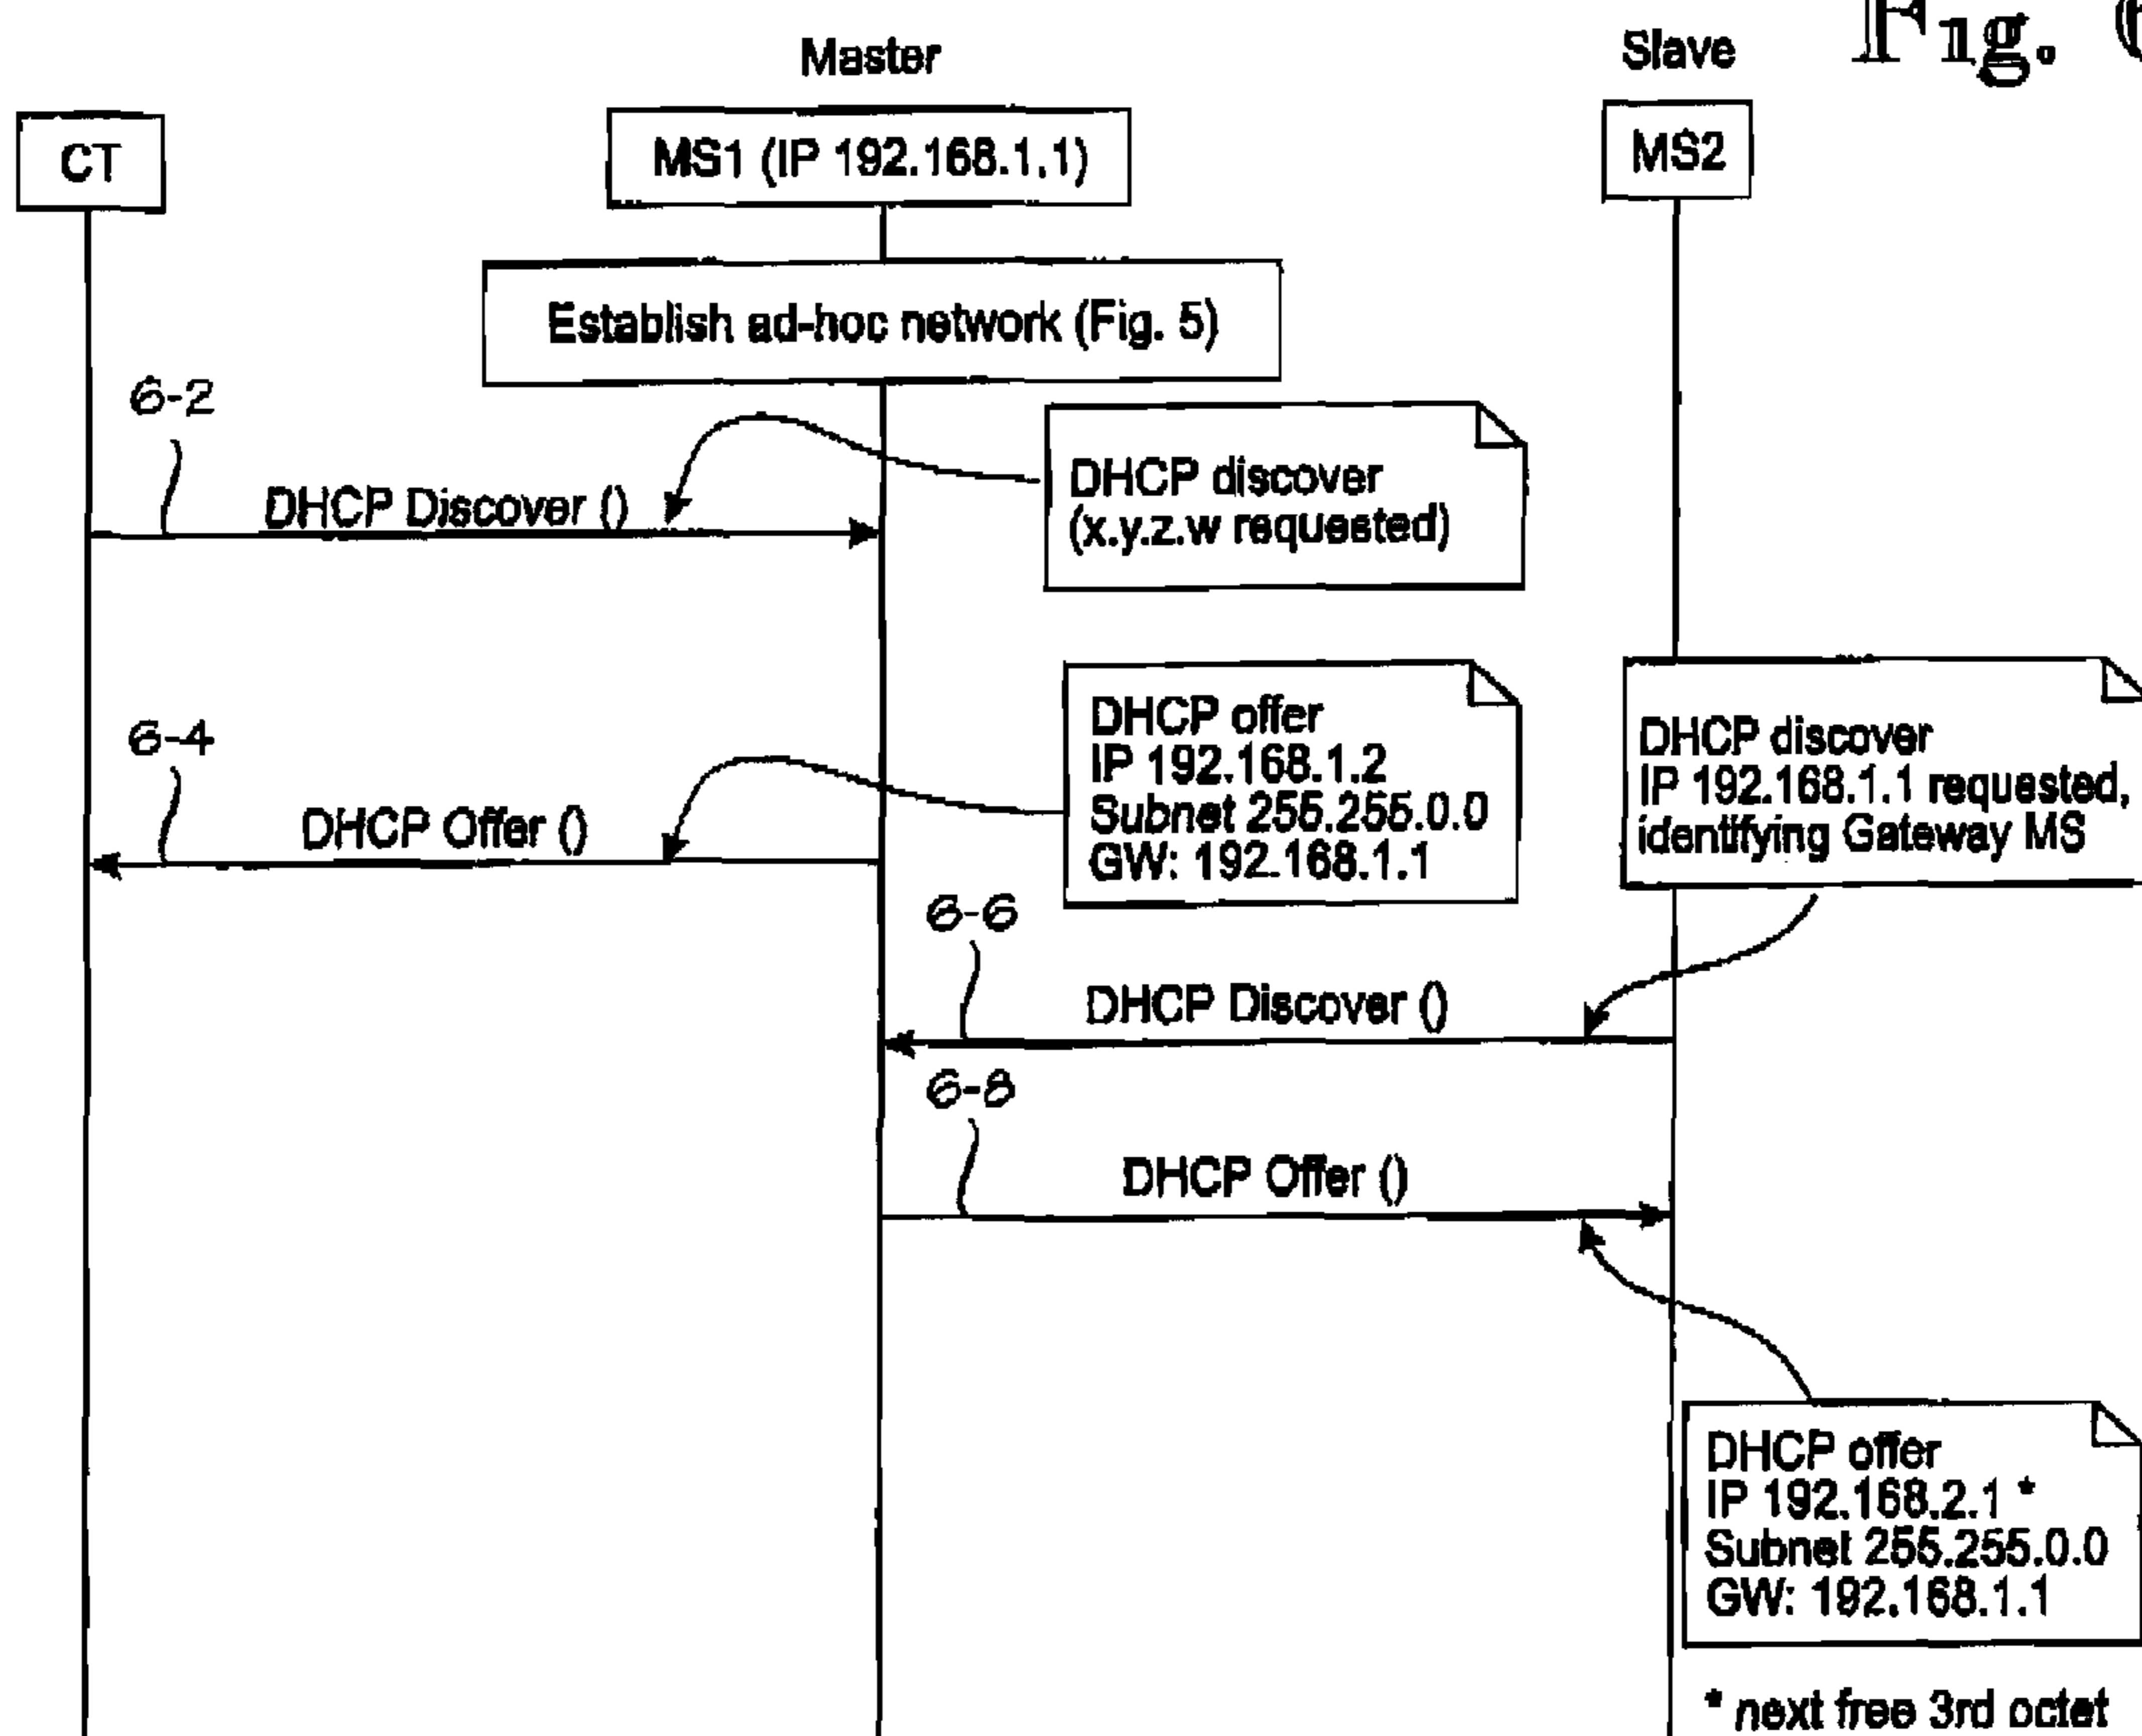 Fig. 6
Master
Slave
CT
MS1 (IP 192.168.1.1)
MS2
Establish ad-hoc network (Fig. 5)
6-2
DHCP Discover ()
DHCP discover
(x.y.z.w requested)
6-4
DHCP Offer ()
DHCP offer
IP 192.168.1.2
Subnet 255.255.0.0
GW: 192.168.1.1
DHCP discover
IP 192.168.1.1 requested,
identifying Gateway MS
6-6
DHCP Discover ()
6-8
DHCP Offer ()
DHCP offer
IP 192.168.2.1 *
Subnet 255.255.0.0
GW: 192.168.1.1
* next free 3rd octet